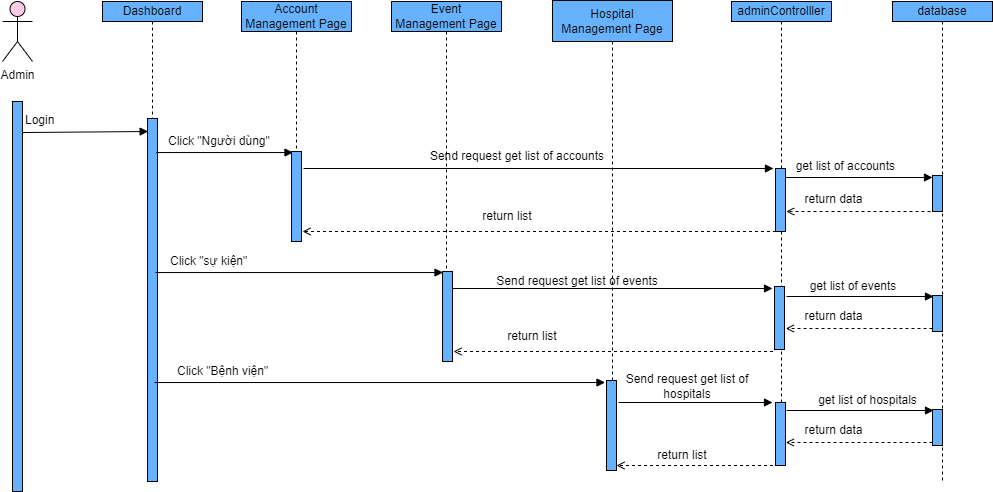 Dashboard
Account
Management Page
Event
Management Page
Hospital
Management Page
adminControlller
database
Admin
Login
Click "Người dùng"
Send request get list of accounts
get list of accounts
return data
return list
Click "sự kiện"
Send request get list of events
get list of events
return data
return list
Click "Bệnh viện"
Send request get list of
hospitals
get list of hospitals
return data
return list